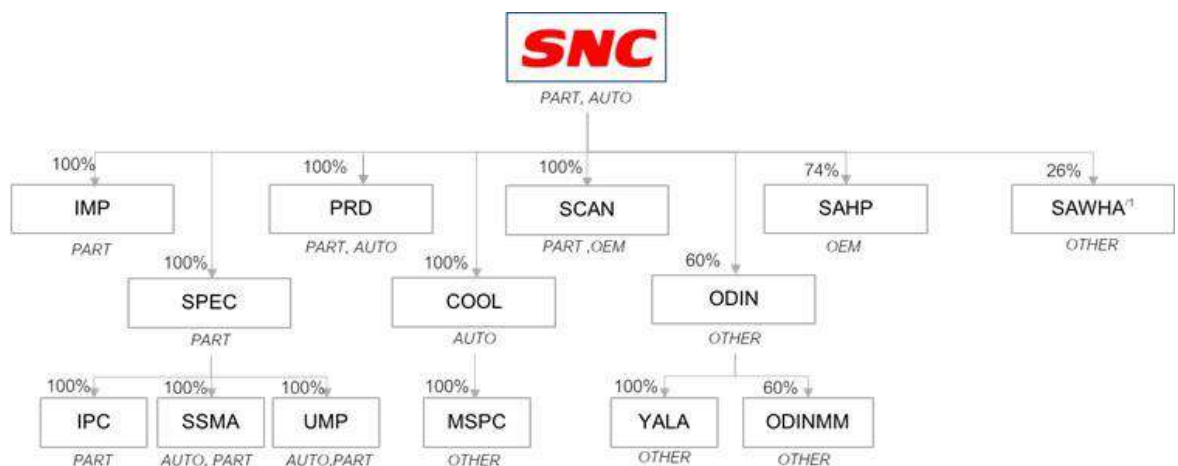 SNC
PART, AUTO
100% 100% 100% 74% 26%
IMP PRD SCAN SAHP SAWHA/1
PART PART, AUTO PART ,OEM OEM OTHER
100% 100% 60%
SPEC COOL ODIN
PART AUTO OTHER
100% 100% 100% 100% 100% 60%
IPC SSMA UMP MSPC YALA ODINMM
PART AUTO, PART AUTO,PART OTHER OTHER OTHER